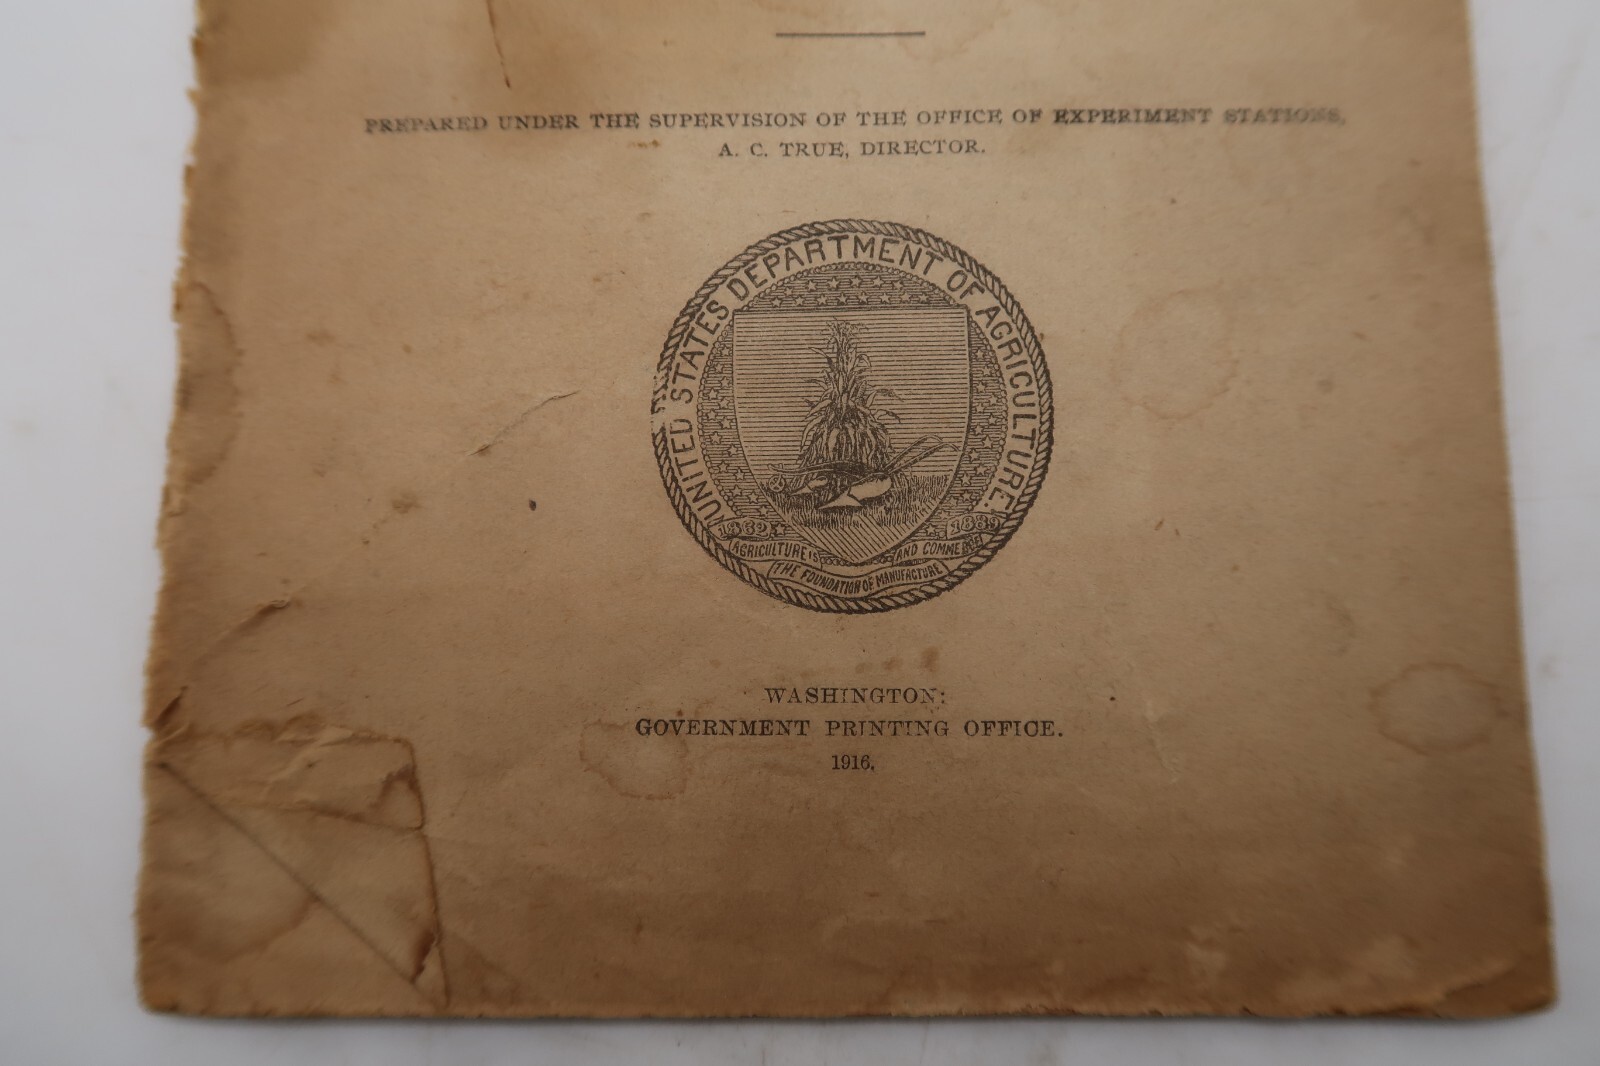 PREPARED UNDER THE SUPERVISION OF THE OFFICE OF EXPERIMENT STATIONS,
A. C. TRUE, DIRECTOR.
UNITED STATES DEPARTMENT OF AGRICULTURE.
1862 1889
AGRICULTURE IS THE FOUNDATION OF MANUFACTURE AND COMMERCE
WASHINGTON:
GOVERNMENT PRINTING OFFICE.
1916.